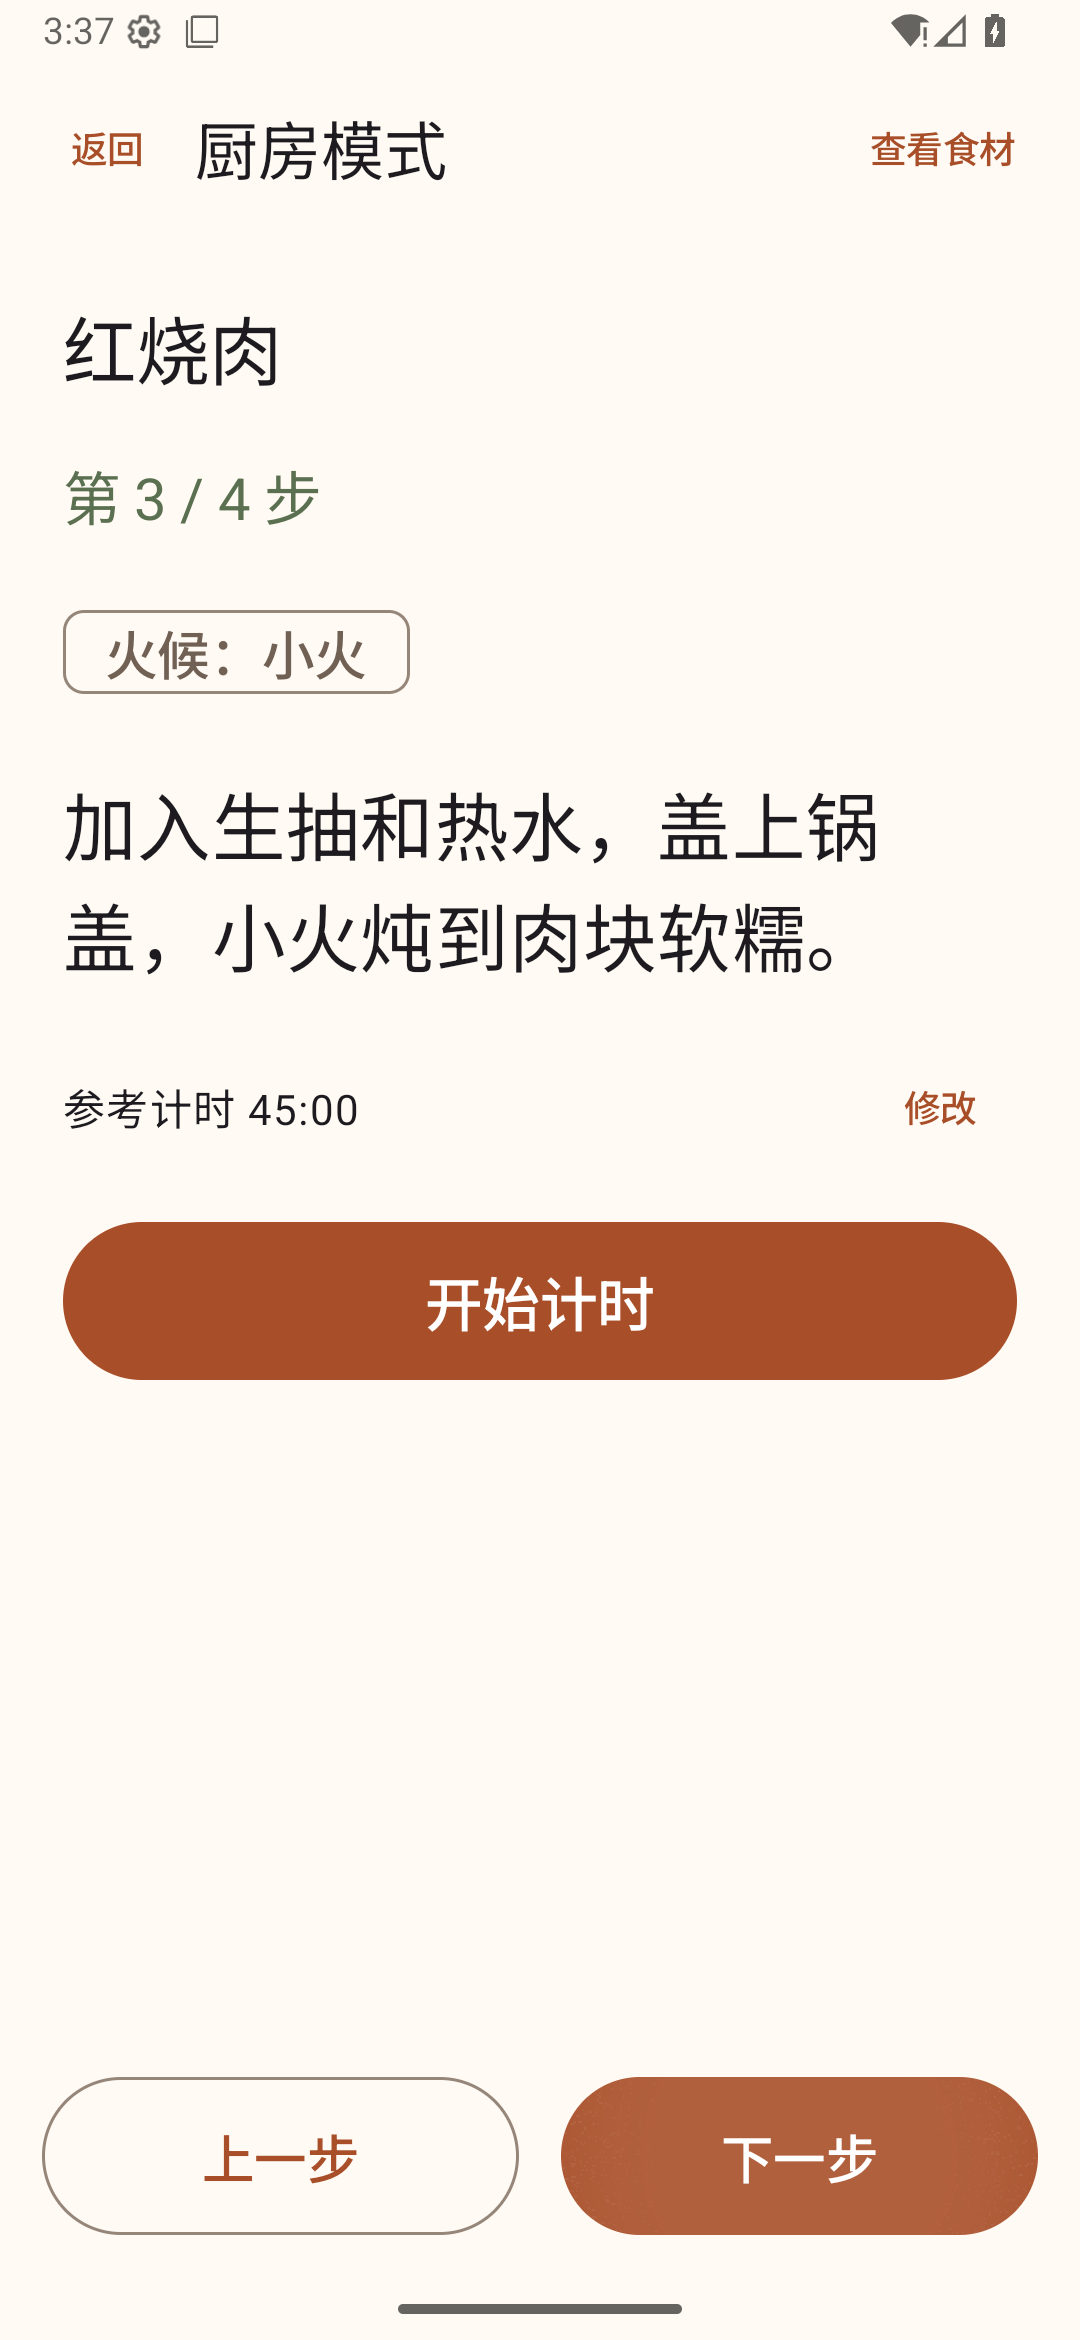 3:37
返回 厨房模式 查看食材
红烧肉
第 3 / 4 步
火候：小火
加入生抽和热水，盖上锅
盖，小火炖到肉块软糯。
参考计时 45:00 修改
开始计时
上一步 下一步